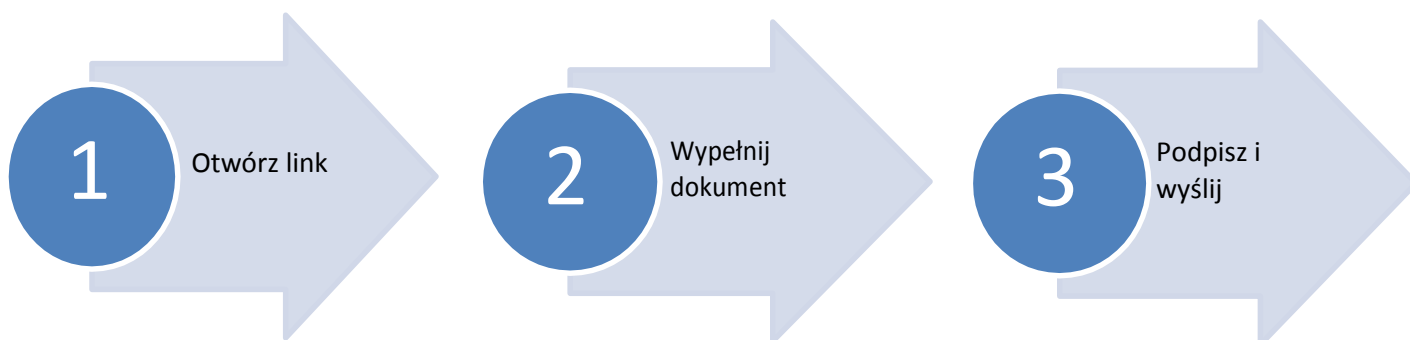 1
Otwórz link
2
Wypełnij
dokument
3
Podpisz i
wyślij